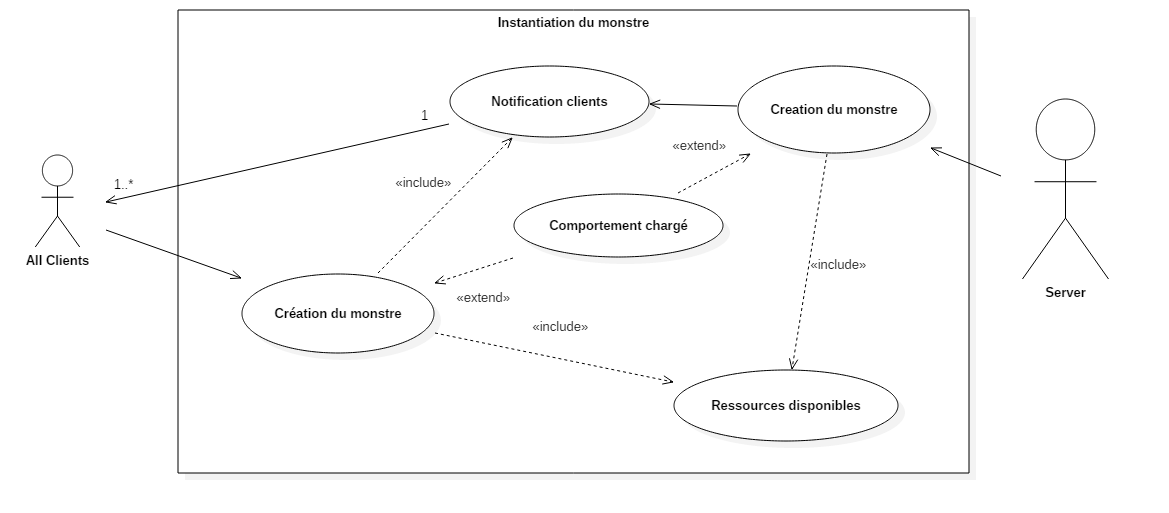 Instantiation du monstre
Notification clients
Creation du monstre
1
«extend»
1..*
«include»
Comportement chargé
All Clients
«include»
Server
«extend»
Création du monstre
«include»
Ressources disponibles